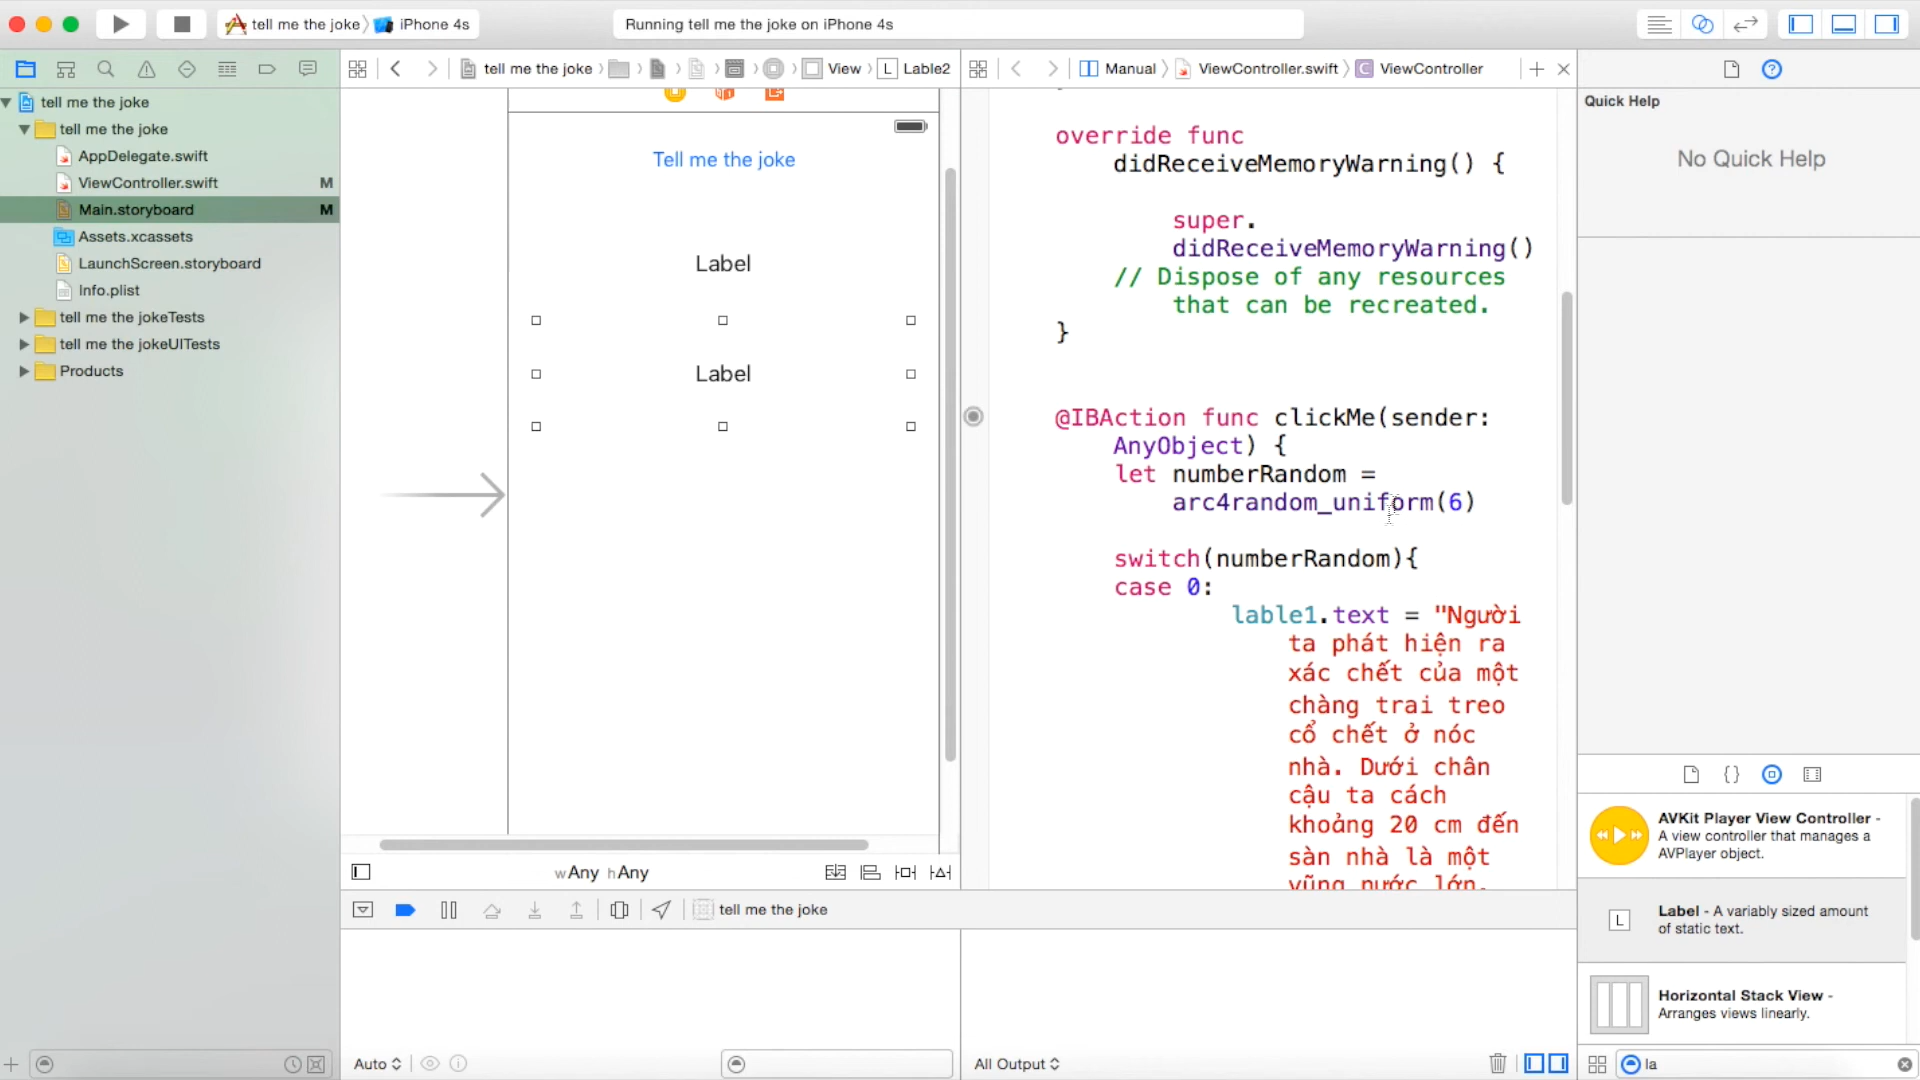 tell me the joke
iPhone 4s
Running tell me the joke on iPhone 4s
tell me the joke
View
L Lable2
Manual
ViewController.swift
C ViewController
tell me the joke
tell me the joke
AppDelegate.swift
ViewController.swift M
Main.storyboard M
Assets.xcassets
LaunchScreen.storyboard
Info.plist
tell me the jokeTests
tell me the jokeUITests
Products
Tell me the joke
Label
Label
wAny hAny
override func
didReceiveMemoryWarning() {
super.
didReceiveMemoryWarning()
// Dispose of any resources
that can be recreated.
}
@IBAction func clickMe(sender:
AnyObject) {
let numberRandom =
arc4random_uniform(6)
switch(numberRandom){
case 0:
lable1.text = "Người
ta phát hiện ra
xác chết của một
chàng trai treo
cổ chết ở nóc
nhà. Dưới chân
cậu ta cách
khoảng 20 cm đến
sàn nhà là một
vũng nước lớn.
Quick Help
No Quick Help
AVKit Player View Controller -
A view controller that manages a
AVPlayer object.
L
Label - A variably sized amount
of static text.
Horizontal Stack View -
Arranges views linearly.
tell me the joke
Auto
All Output
la